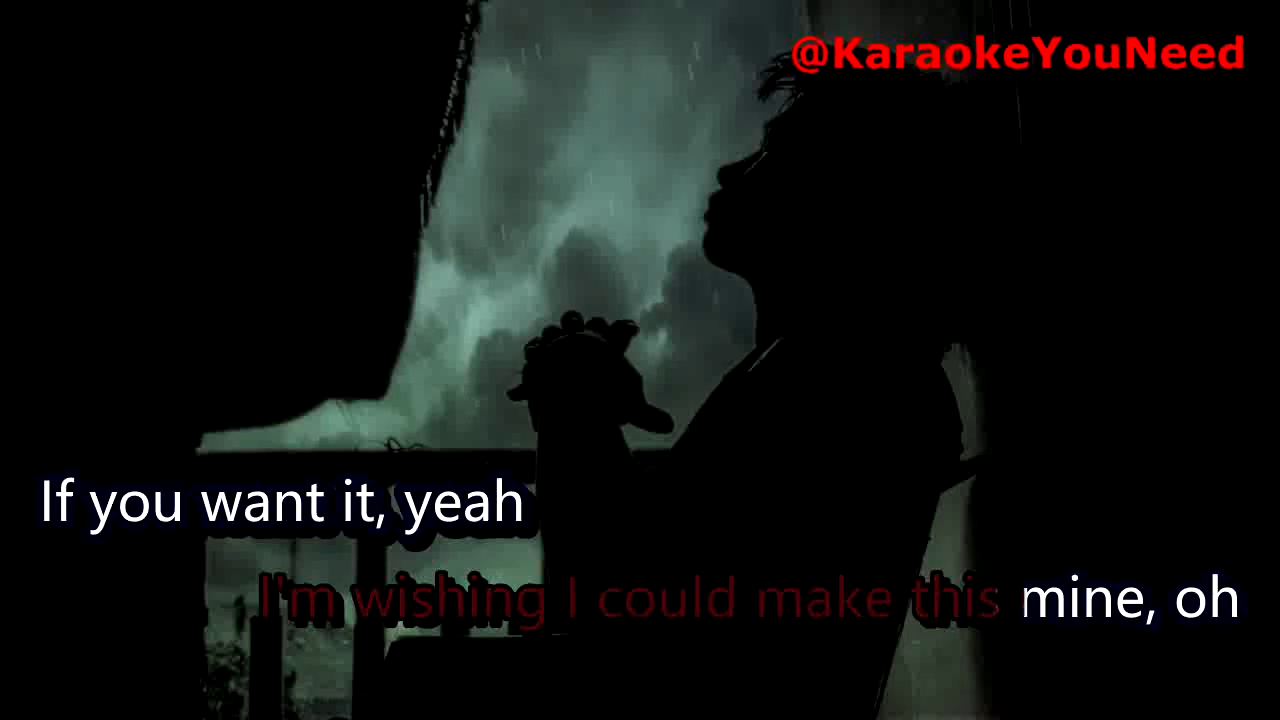 @KaraokeYouNeed
If you want it, yeah
I'm wishing I could make this mine, oh